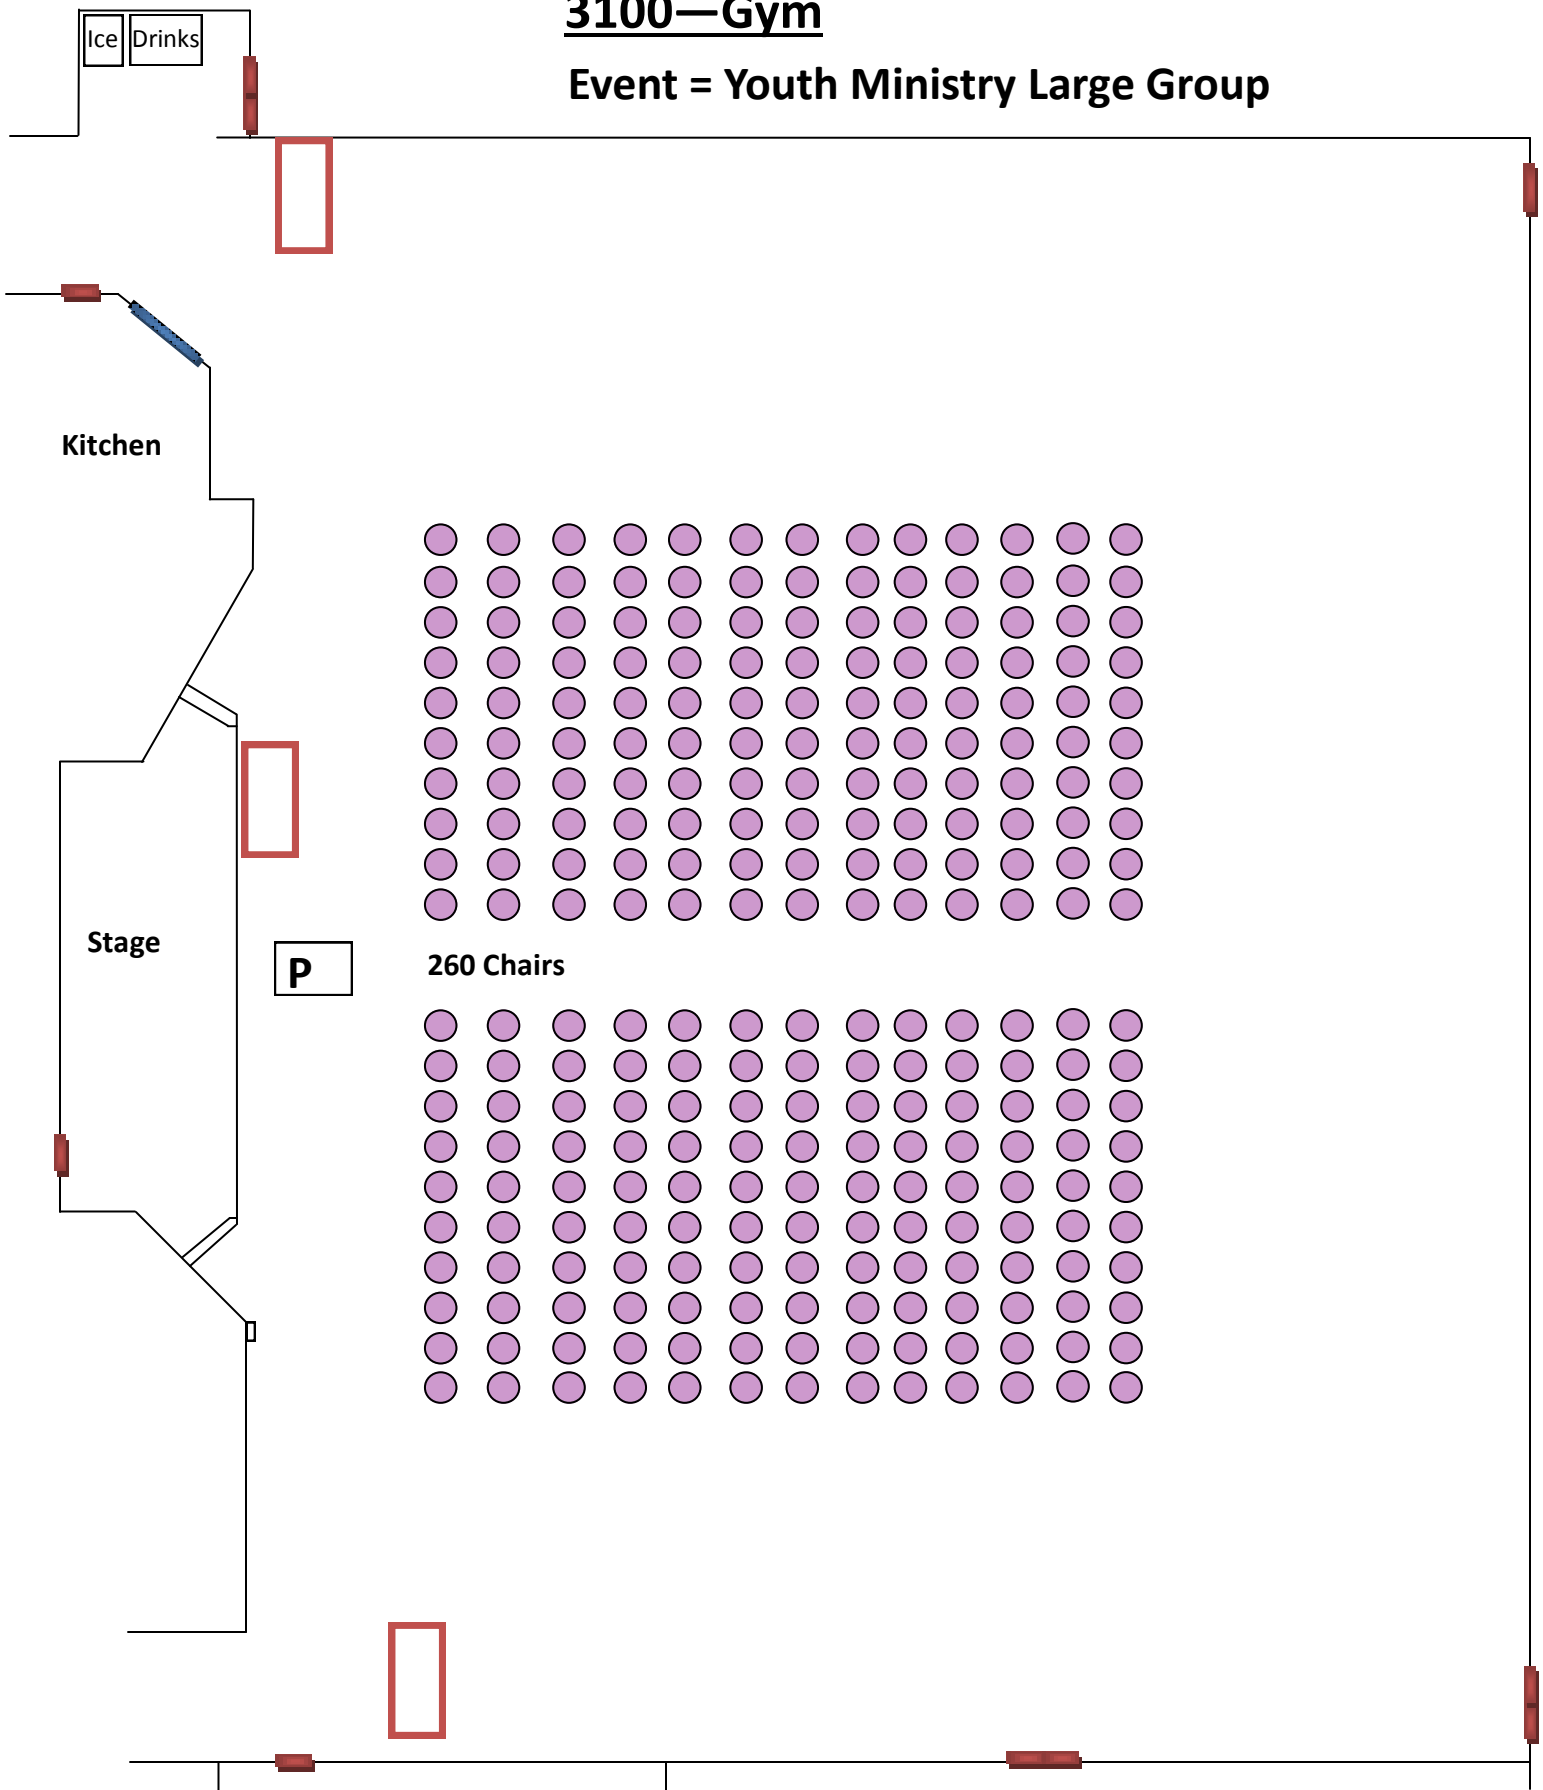 3100—Gym
Ice Drinks
Event = Youth Ministry Large Group
Kitchen
Stage
P
260 Chairs